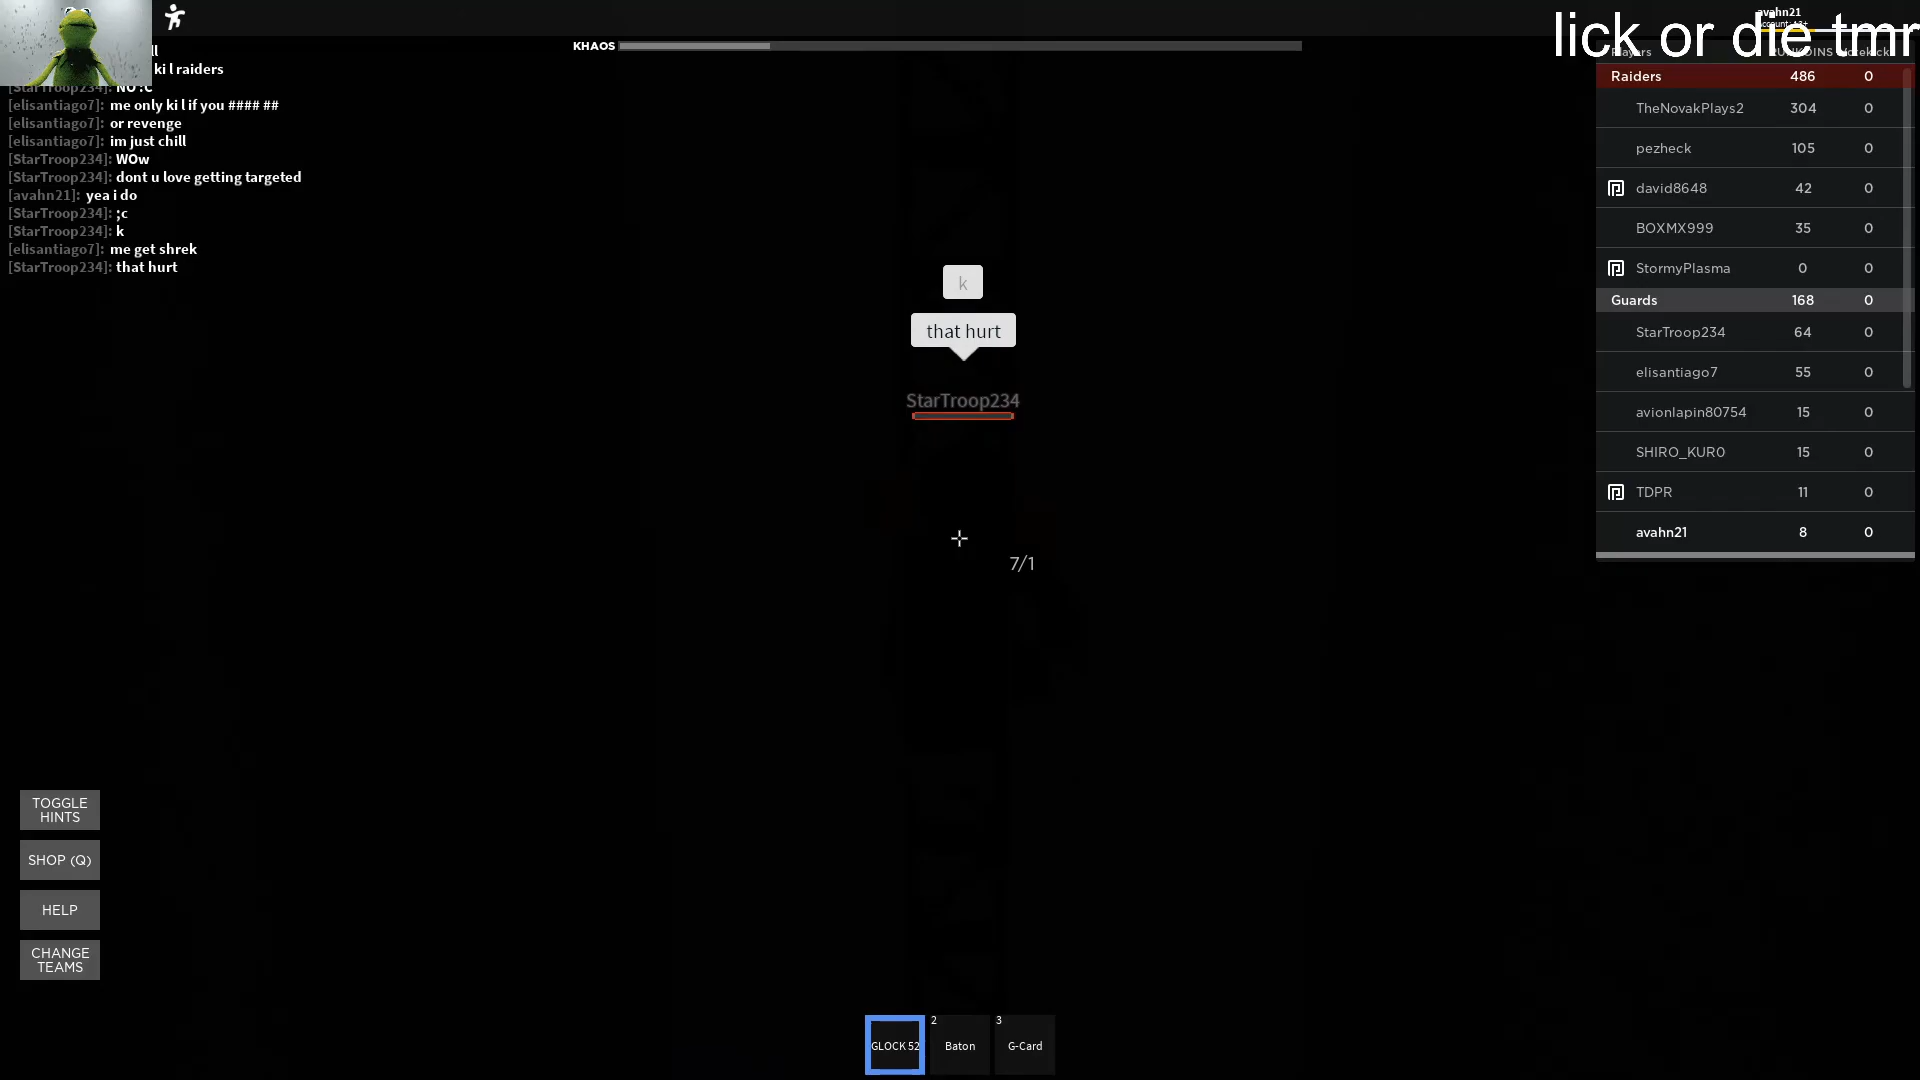 avahn21
lick or die tmr
KHAOS
ll
ki l raiders
[StarTroop234]: NO :C
[elisantiago7]: me only ki l if you #### ##
[elisantiago7]: or revenge
[elisantiago7]: im just chill
[StarTroop234]: WOw
[StarTroop234]: dont u love getting targeted
[avahn21]: yea i do
[StarTroop234]: ;c
[StarTroop234]: k
[elisantiago7]: me get shrek
[StarTroop234]: that hurt
k
that hurt
StarTroop234
7/1
Players
Raiders 486 0
TheNovakPlays2 304 0
pezheck 105 0
david8648 42 0
BOXMX999 35 0
StormyPlasma 0 0
Guards 168 0
StarTroop234 64 0
elisantiago7 55 0
avionlapin80754 15 0
SHIRO_KUR0 15 0
TDPR 11 0
avahn21 8 0
TOGGLE
HINTS
SHOP (Q)
HELP
CHANGE
TEAMS
GLOCK 52
2
Baton
3
G-Card